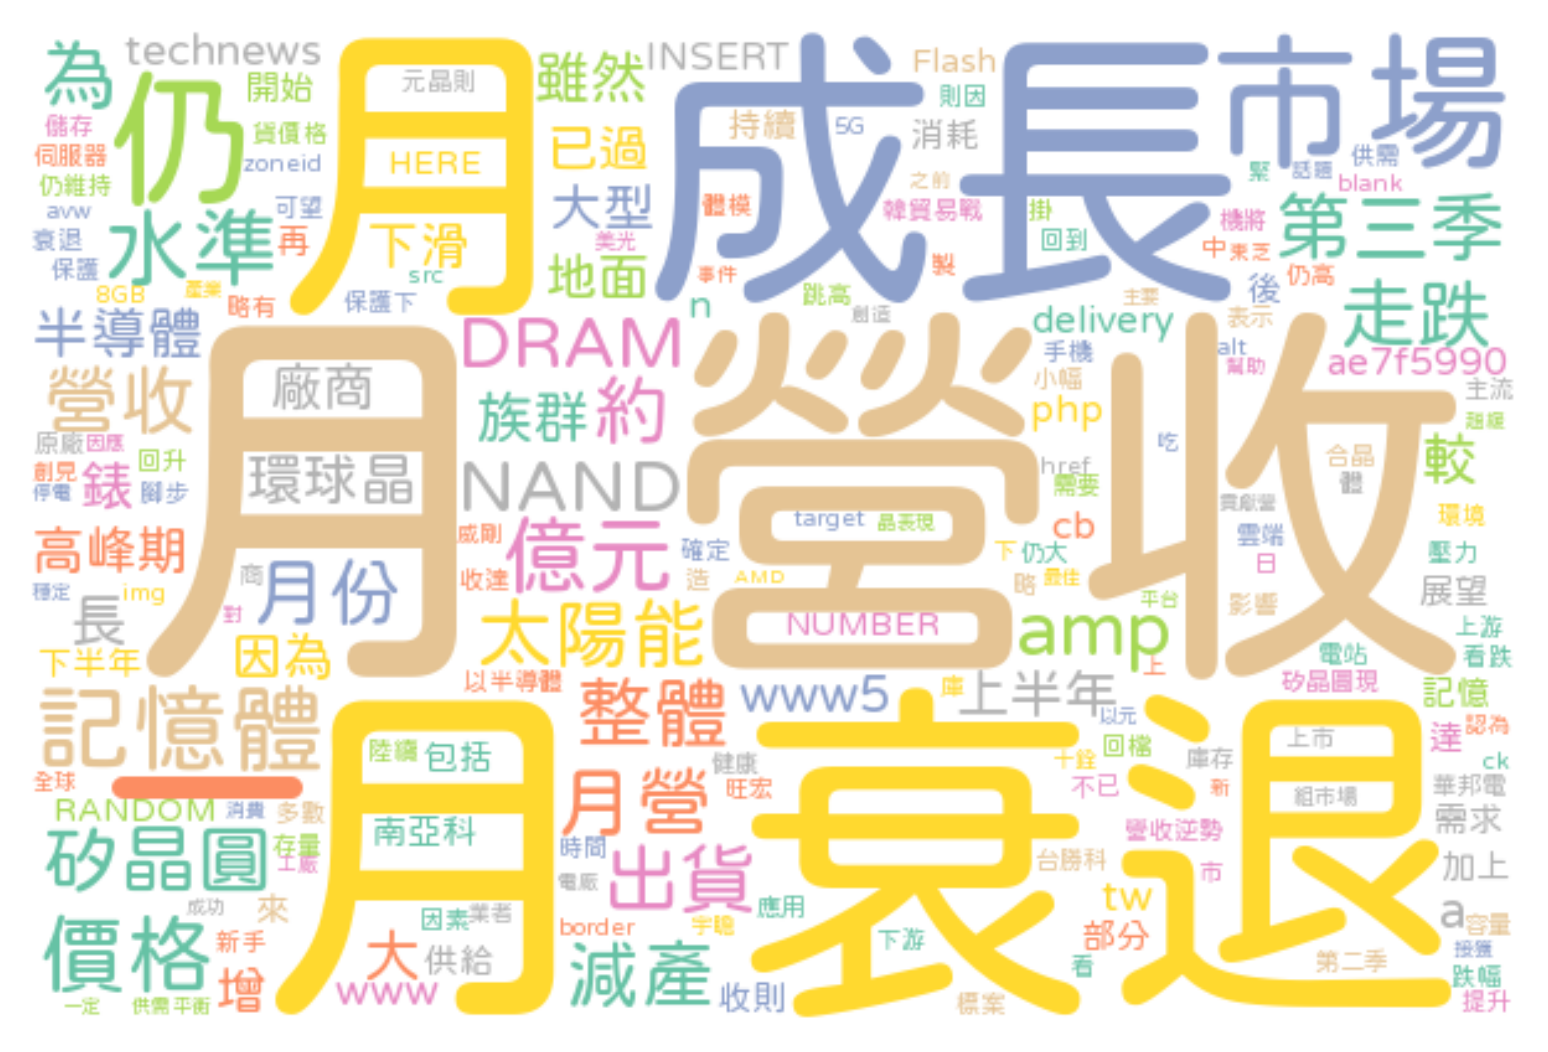 為
technews
月
元晶則
雖然
INSERT
成長
Flash
市場
仍
開始
則因
儲存
貨價格
HERE
已過
持續
5G
消耗
伺服器
zoneid
供需
話題
緊
仍維持
大型
之前
blank
avw
可望
體模
韓貿易戰
掛
機將
第三季
水準
再
下滑
美光
回到
中
東芝
衰退
保護
src
地面
事件
製
仍高
8GB
產業
略有
保護下
n
跳高
創造
主要
後
走跌
半導體
DRAM
delivery
表示
手機
alt
幫助
ae7f5990
月營收
營收
廠商
族群
約
小幅
php
主流
趨緩
原廠
因應
回升
吃
合晶
體
較
創見
停電
錶
腳步
環球晶
NAND
href
需要
貢獻營
環境
高峰期
威剛
億元
target
晶表現
cb
雲端
確定
下
仍大
壓力
穩定
img
商
月份
收達
造
AMD
略
最佳
日
展望
長
對
NUMBER
平台
影響
下半年
因為
太陽能
amp
上游
電站
看跌
以半導體
上
矽晶圓現
記憶體
整體
www5
庫
上半年
以元
記憶
月
衰退
陸續
包括
健康
十銓
回檔
庫存
上市
達
認為
ck
全球
一
月營
旺宏
不已
新
組市場
華邦電
RANDOM
消費
多數
南亞科
營收逆勢
需求
矽晶圓
存量
工廠
時間
出貨
台勝科
市
加上
電廠
成功
來
因素
業者
應用
tw
a
容量
價格
新手
大
供給
border
宇瞻
下游
部分
接獲
增
www
減產
收則
看
第二季
跌幅
一定
供需平衡
標案
提升